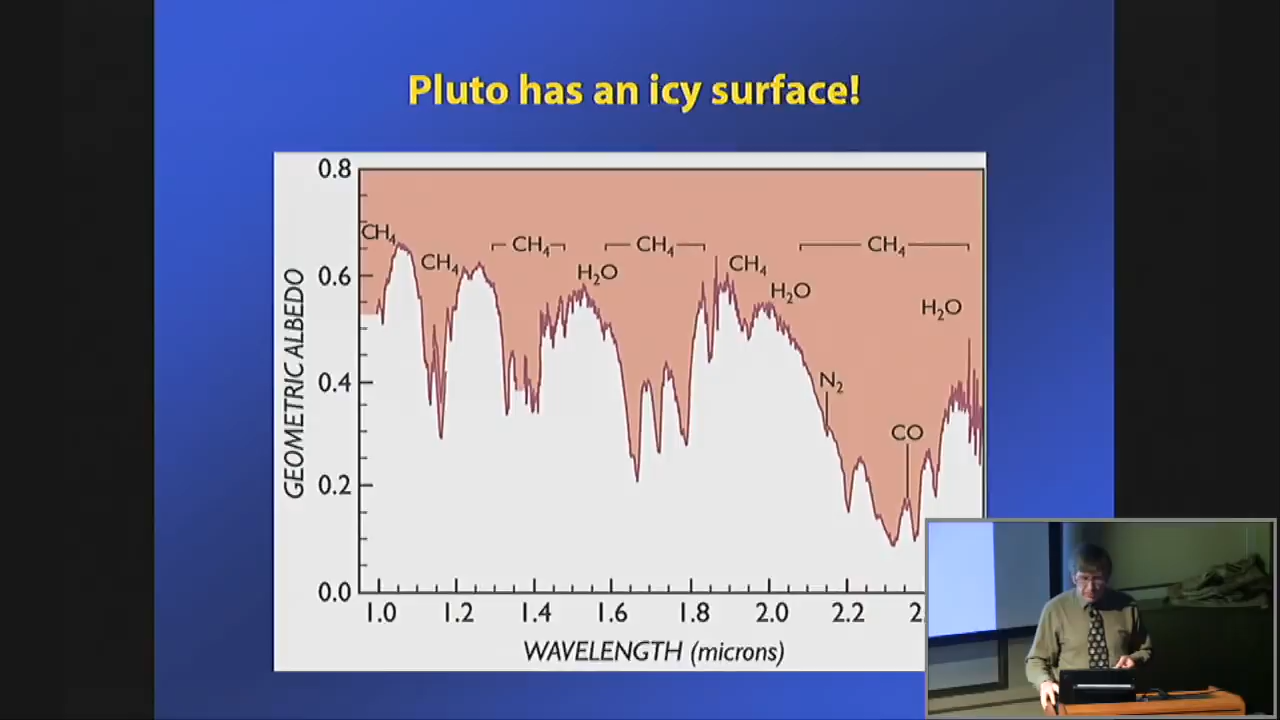 Pluto has an icy surface!
0.8
0.6
0.4
0.2
0.0
GEOMETRIC ALBEDO
CH₄
CH₄
CH₄
CH₄
CH₄
CH₄
H₂O
H₂O
H₂O
N₂
CO
1.0 1.2 1.4 1.6 1.8 2.0 2.2
WAVELENGTH (microns)